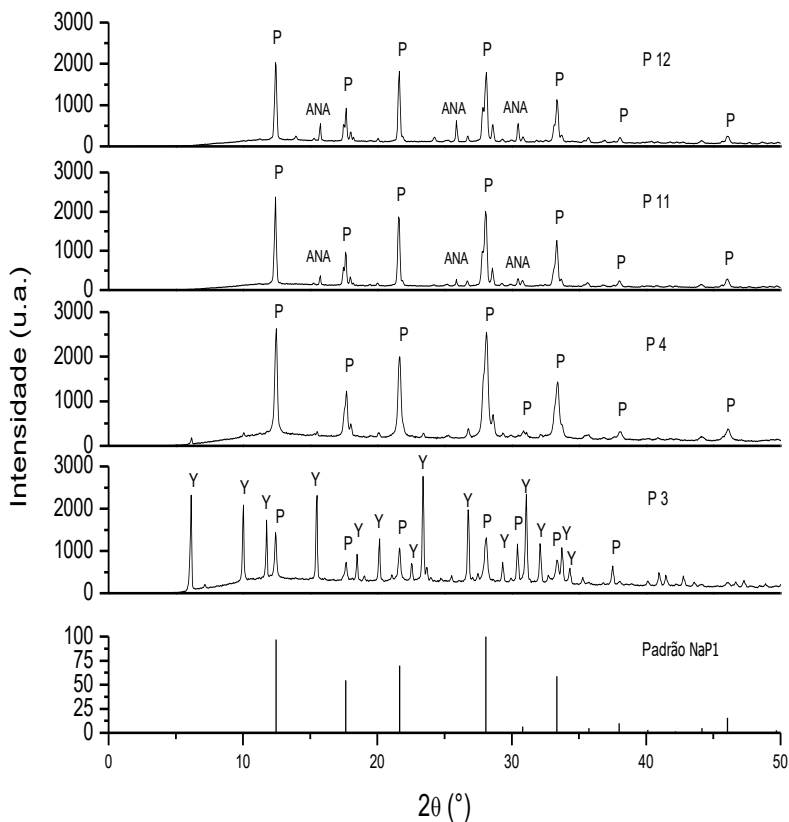 Intensidade (u.a.)
3000
2000
1000
0
P P P P P P P
ANA ANA ANA
P 12
3000
2000
1000
0
P P P P P P P
ANA ANA ANA
P 11
3000
2000
1000
0
P P P P P P P P
P 4
3000
2000
1000
0
Y Y Y P Y P Y Y P Y Y Y P Y P Y Y P Y Y P
P 3
100
75
50
25
0
Padrão NaP1
0 10 20 30 40 50
2θ (°)